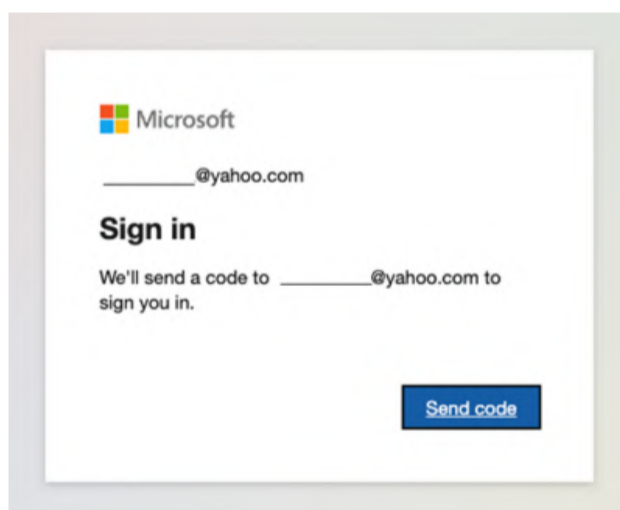 Microsoft
_________@yahoo.com
Sign in
We'll send a code to _________@yahoo.com to
sign you in.
Send code